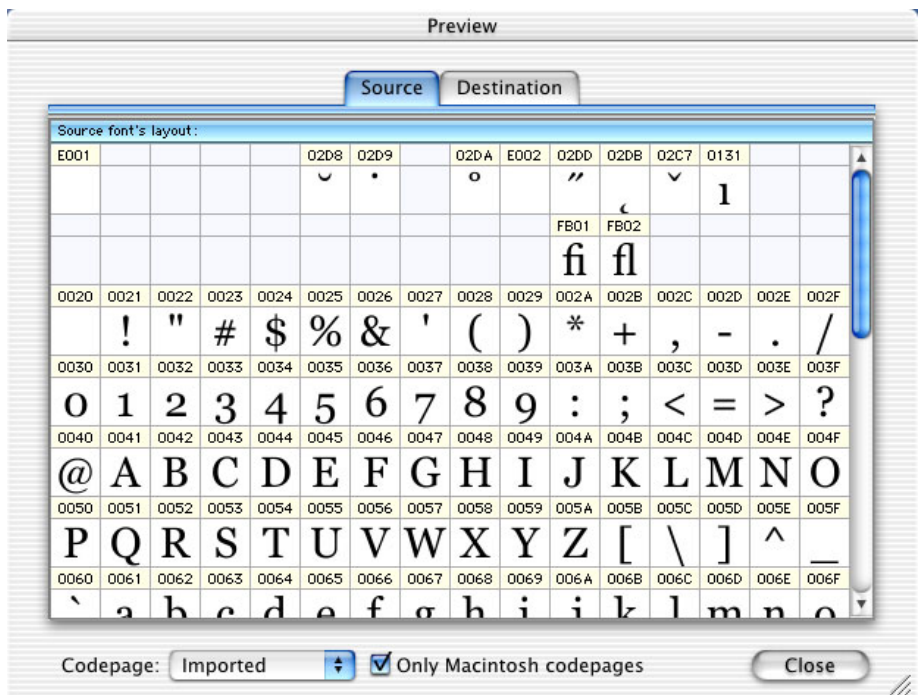 Preview
Source Destination
Source font's layout:
E001 02D8 02D9 02DA E002 02DD 02DB 02C7 0131
˘ ˙ ˚ ˝ ˛ ˇ ı
FB01 FB02
ﬁ ﬂ
0020 0021 0022 0023 0024 0025 0026 0027 0028 0029 002A 002B 002C 002D 002E 002F
! " # $ % & ' ( ) * + , - . /
0030 0031 0032 0033 0034 0035 0036 0037 0038 0039 003A 003B 003C 003D 003E 003F
0 1 2 3 4 5 6 7 8 9 : ; < = > ?
0040 0041 0042 0043 0044 0045 0046 0047 0048 0049 004A 004B 004C 004D 004E 004F
@ A B C D E F G H I J K L M N O
0050 0051 0052 0053 0054 0055 0056 0057 0058 0059 005A 005B 005C 005D 005E 005F
P Q R S T U V W X Y Z [ \ ] ^ _
0060 0061 0062 0063 0064 0065 0066 0067 0068 0069 006A 006B 006C 006D 006E 006F
` a b c d e f g h i j k l m n o
Codepage: Imported Only Macintosh codepages Close